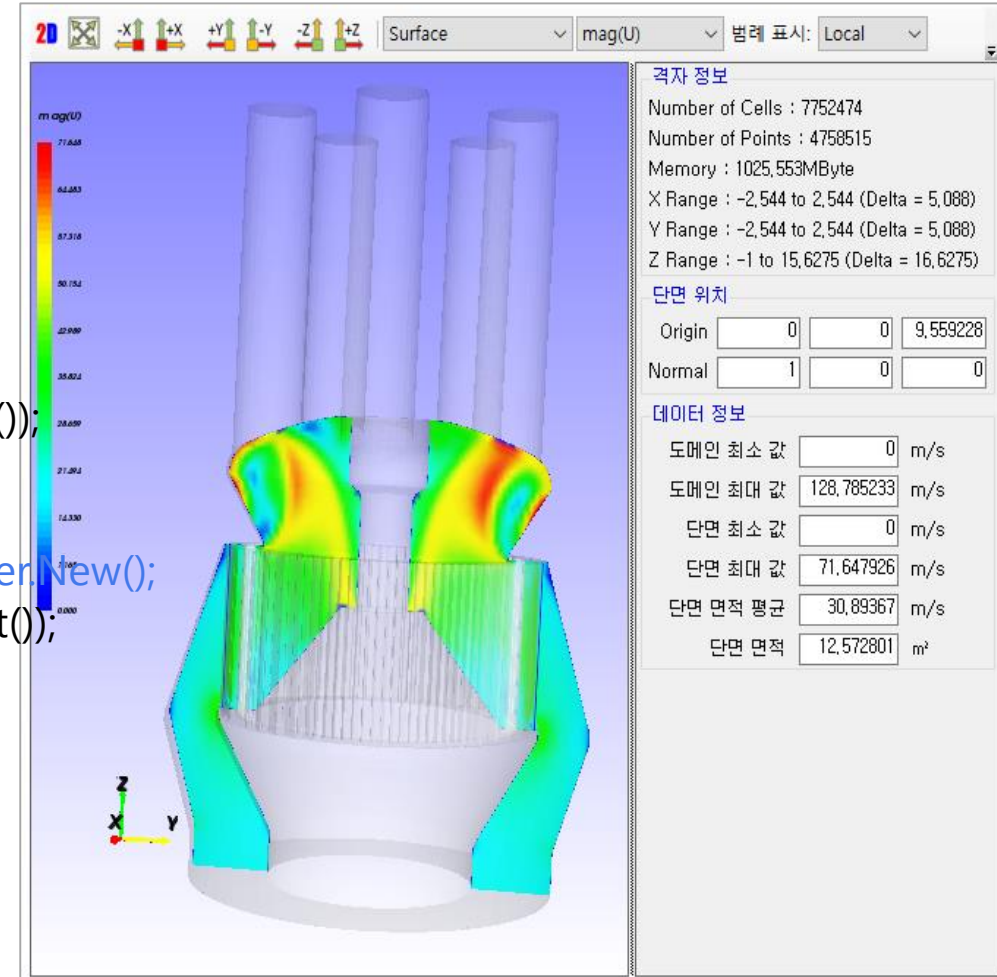 2D -X +X +Y -Y -Z +Z Surface mag(U) 범례 표시: Local
mag(U)
71.648
64.483
57.318
50.154
42.989
35.824
28.659
21.494
14.330
0.000
());
er.New();
t());
Z
X Y
격자 정보
Number of Cells : 7752474
Number of Points : 4758515
Memory : 1025,553MByte
X Range : -2,544 to 2,544 (Delta = 5,088)
Y Range : -2,544 to 2,544 (Delta = 5,088)
Z Range : -1 to 15,6275 (Delta = 16,6275)
단면 위치
Origin 0 0 9,559228
Normal 1 0 0
데이터 정보
도메인 최소 값 0 m/s
도메인 최대 값 128,785233 m/s
단면 최소 값 0 m/s
단면 최대 값 71,647926 m/s
단면 면적 평균 30,89367 m/s
단면 면적 12,572801 m²